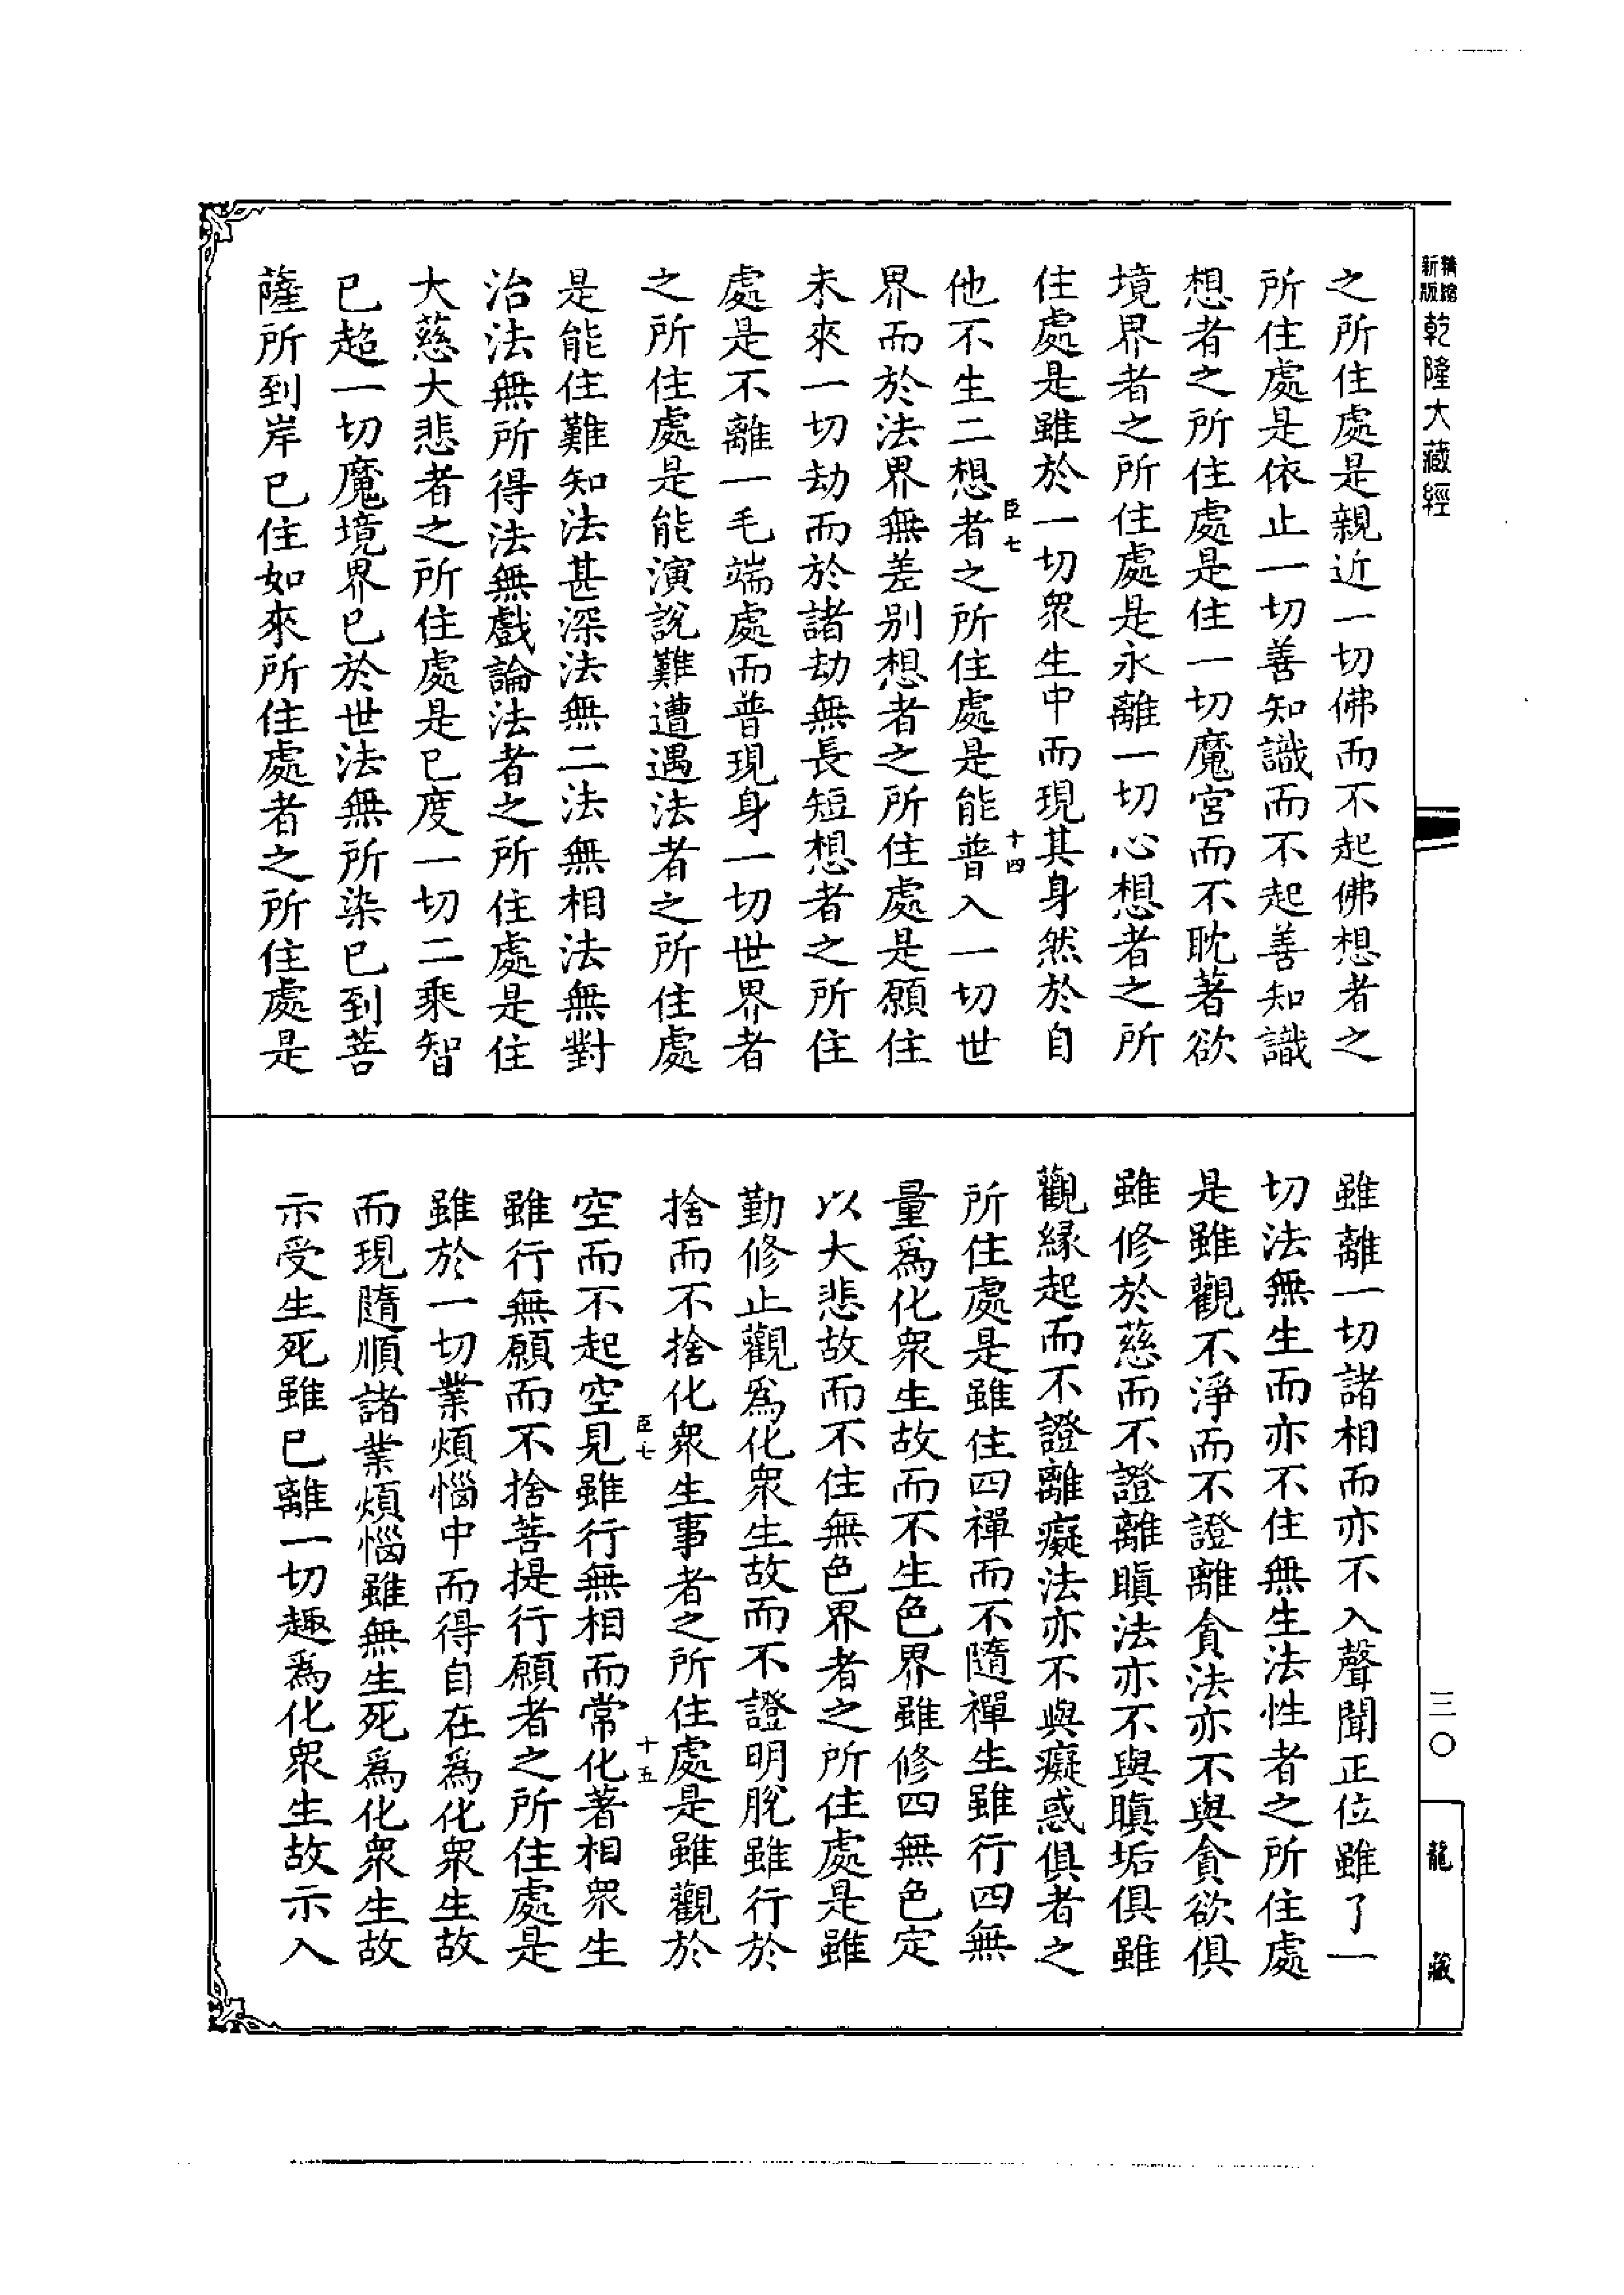 精縮
新版
乾隆大藏經
三〇
龍藏
之所住處是親近一切佛而不起佛想者之
所住處是依止一切善知識而不起善知識
想者之所住處是住一切魔宮而不耽著欲
境界者之所住處是永離一切心想者之所
住處是雖於一切眾生中而現其身然於自
臣七
十四
他不生二想者之所住處是能普入一切世
界而於法界無差別想者之所住處是願住
未來一切劫而於諸劫無長短想者之所住
處是不離一毛端處而普現身一切世界者
之所住處是能演說難遭遇法者之所住處
是能住難知法甚深法無二法無相法無對
治法無所得法無戲論法者之所住處是住
大慈大悲者之所住處是已度一切二乘智
已超一切魔境界已於世法無所染已到菩
薩所到岸已住如來所住處者之所住處是
雖離一切諸相而亦不入聲聞正位雖了一
切法無生而亦不住無生法性者之所住處
是雖觀不淨而不證離貪法亦不與貪欲俱
雖修於慈而不證離瞋法亦不與瞋垢俱雖
觀緣起而不證離癡法亦不與癡惑俱者之
所住處是雖住四禪而不隨禪生雖行四無
量爲化眾生故而不生色界雖修四無色定
以大悲故而不住無色界者之所住處是雖
勤修止觀爲化眾生故而不證明脫雖行於
捨而不捨化眾生事者之所住處是雖觀於
臣七
十五
空而不起空見雖行無相而常化著相眾生
雖行無願而不捨菩提行願者之所住處是
雖於一切業煩惱中而得自在爲化眾生故
而現隨順諸業煩惱雖無生死爲化眾生故
示受生死雖已離一切趣爲化眾生故示入